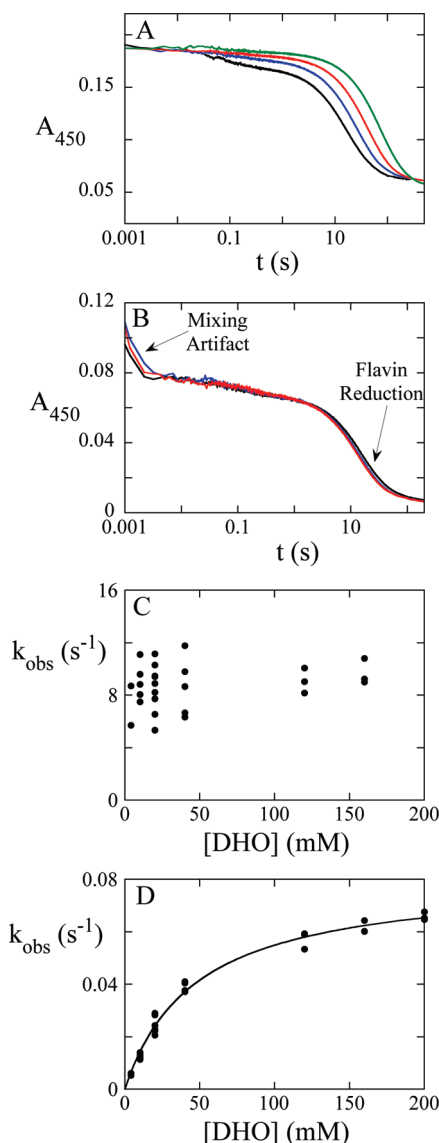 A
0.15
A450
0.05
0.001 0.1 10
t (s)
B
0.12
Mixing Artifact
0.08
Flavin Reduction
A450
0.04
0
0.001 0.1 10
t (s)
C
16
kobs (s-1)
8
0
0 50 100 150 200
[DHO] (mM)
D
0.08
kobs (s-1)
0.04
0
0 50 100 150 200
[DHO] (mM)